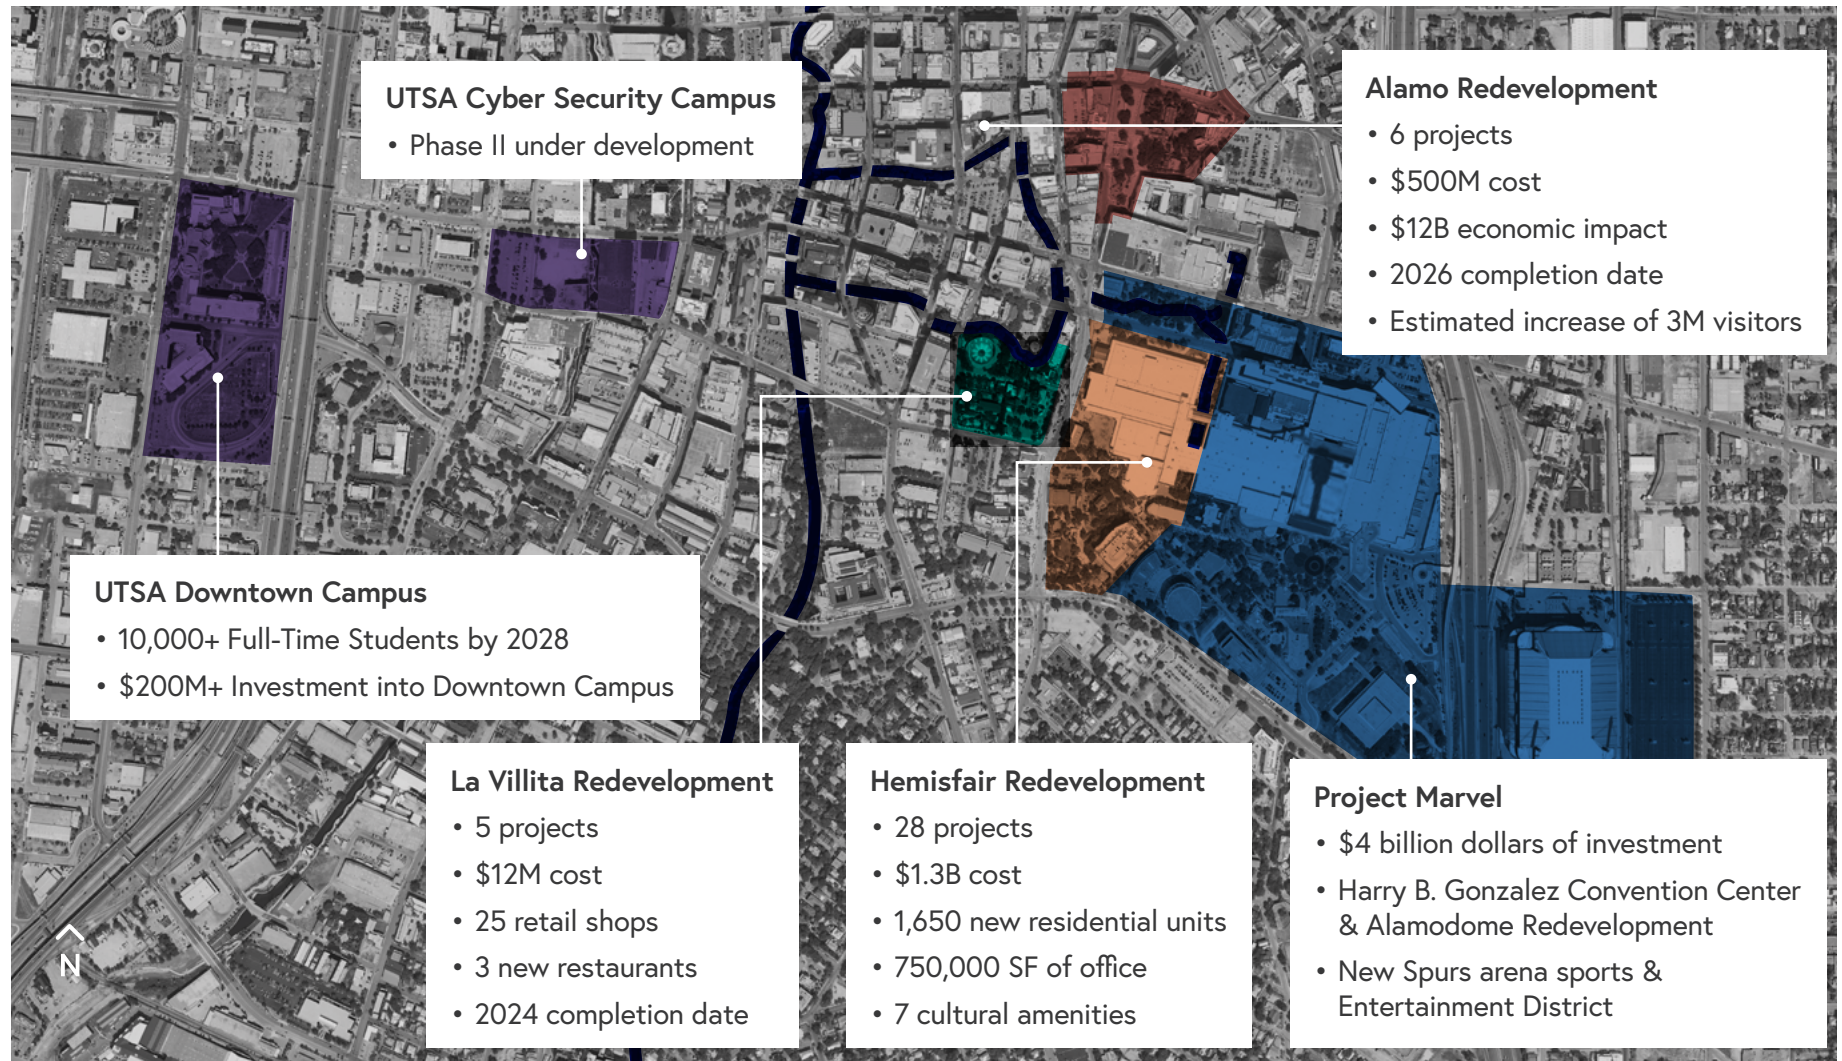 UTSA Cyber Security Campus
• Phase II under development
Alamo Redevelopment
• 6 projects
• $500M cost
• $12B economic impact
• 2026 completion date
• Estimated increase of 3M visitors
UTSA Downtown Campus
• 10,000+ Full-Time Students by 2028
• $200M+ Investment into Downtown Campus
La Villita Redevelopment
• 5 projects
• $12M cost
• 25 retail shops
• 3 new restaurants
• 2024 completion date
Hemisfair Redevelopment
• 28 projects
• $1.3B cost
• 1,650 new residential units
• 750,000 SF of office
• 7 cultural amenities
Project Marvel
• $4 billion dollars of investment
• Harry B. Gonzalez Convention Center
& Alamodome Redevelopment
• New Spurs arena sports &
Entertainment District
N